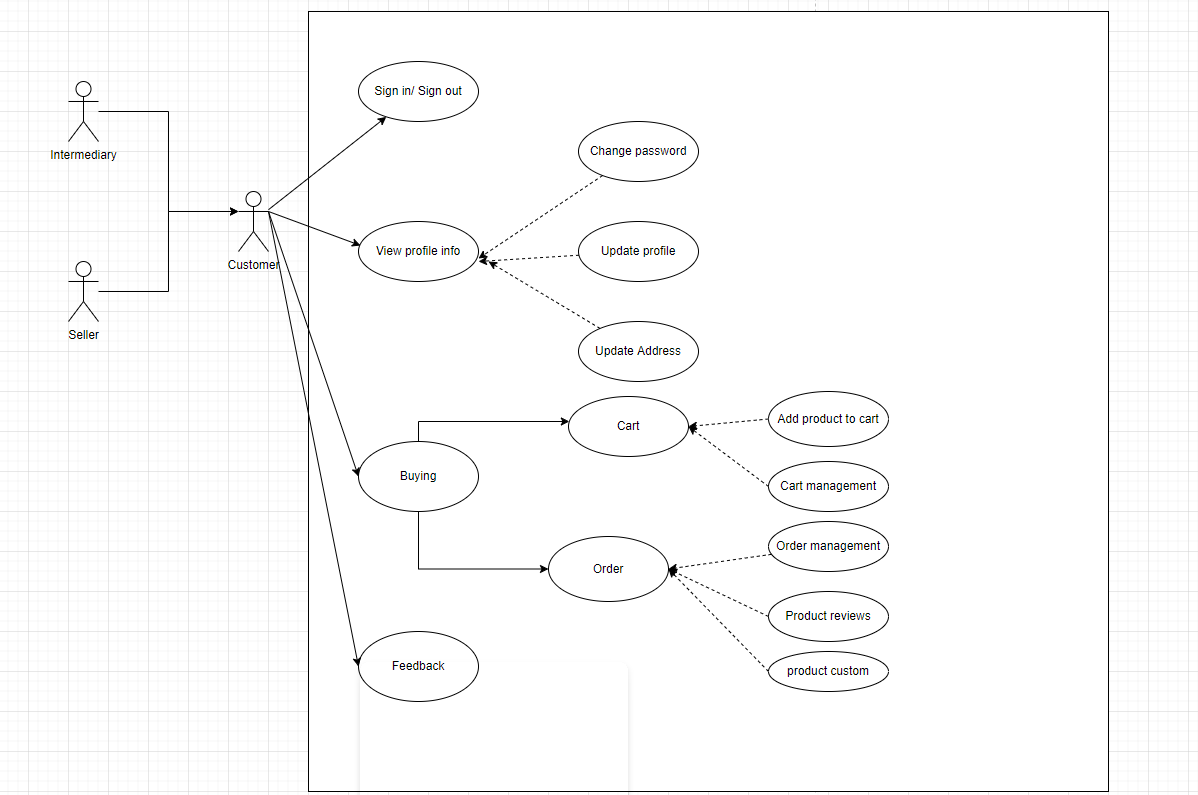 Sign in/ Sign out
Intermediary
Change password
Customer
View profile info
Update profile
Seller
Update Address
Cart
Add product to cart
Buying
Cart management
Order
Order management
Product reviews
Feedback
product custom